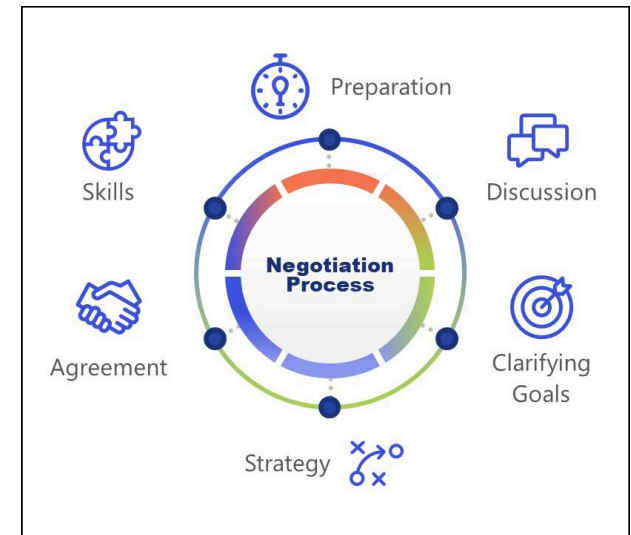 Preparation
Skills
Discussion
Negotiation
Process
Agreement
Clarifying
Goals
Strategy